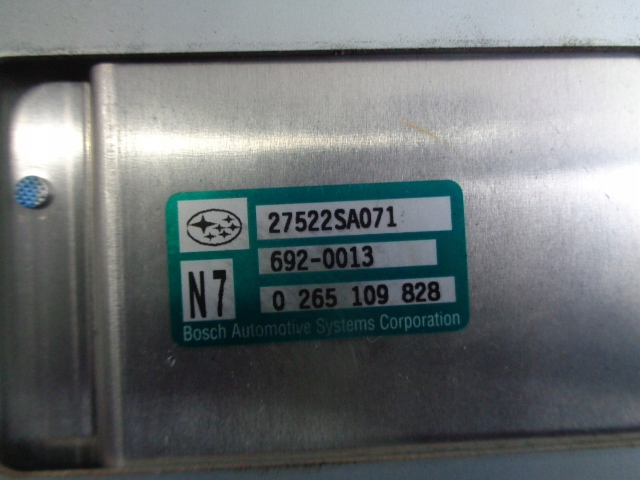 27522SA071
692-0013
N7
0 265 109 828
Bosch Automotive Systems Corporation